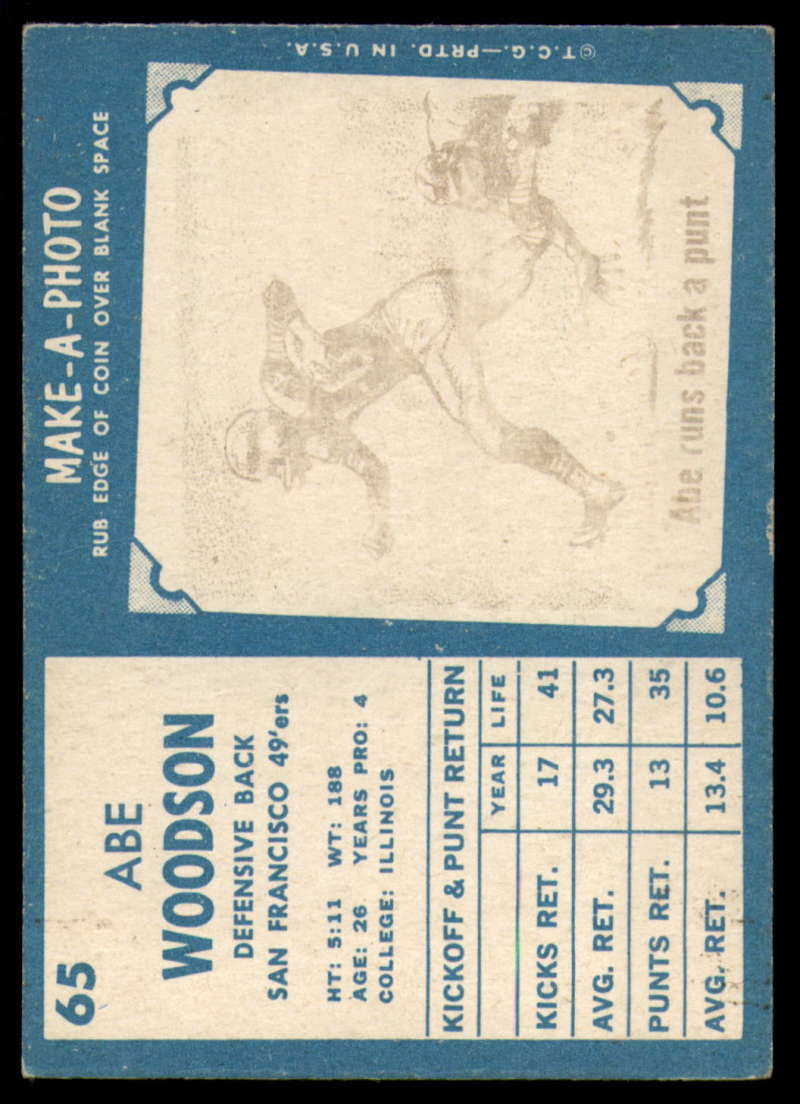 65
ABE
WOODSON
DEFENSIVE BACK
SAN FRANCISCO 49'ers
HT: 5:11 WT: 188
AGE: 26 YEARS PRO: 4
COLLEGE: ILLINOIS
KICKOFF & PUNT RETURN
YEAR LIFE
KICKS RET. 17 41
AVG. RET. 29.3 27.3
PUNTS RET. 13 35
AVG. RET. 13.4 10.6
MAKE-A-PHOTO
RUB EDGE OF COIN OVER BLANK SPACE
Abe runs back a punt
© T.C.G.—PRTD. IN U.S.A.